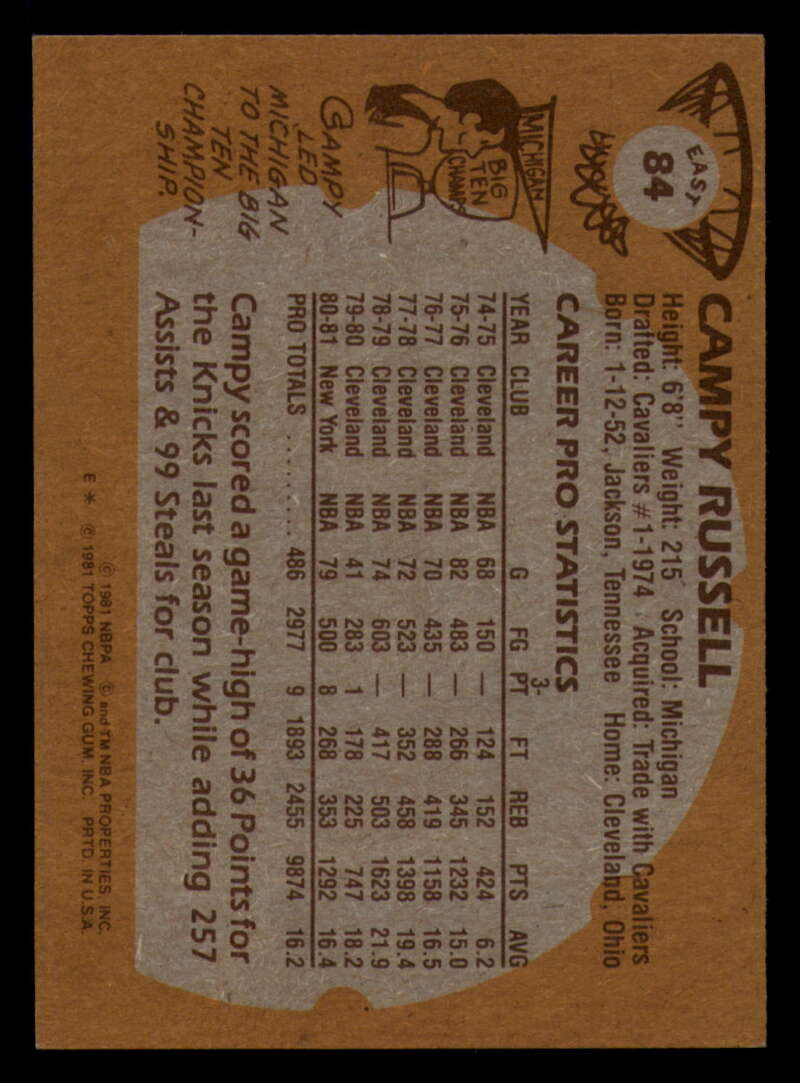 EAST
84
CAMPY RUSSELL
Height: 6'8" Weight: 215 School: Michigan
Drafted: Cavaliers #1-1974 Acquired: Trade with Cavaliers
Born: 1-12-52, Jackson, Tennessee Home: Cleveland, Ohio
CAREER PRO STATISTICS
3-
YEAR CLUB G FG PT FT REB PTS AVG
74-75 Cleveland NBA 68 150 — 124 152 424 6.2
75-76 Cleveland NBA 82 483 — 266 345 1232 15.0
76-77 Cleveland NBA 70 435 — 288 419 1158 16.5
77-78 Cleveland NBA 72 523 — 352 458 1398 19.4
78-79 Cleveland NBA 74 603 — 417 503 1623 21.9
79-80 Cleveland NBA 41 283 1 178 225 747 18.2
80-81 New York NBA 79 500 8 268 353 1292 16.4
PRO TOTALS .......... 486 2977 9 1893 2455 9874 16.2
Campy scored a game-high of 36 Points for
the Knicks last season while adding 257
Assists & 99 Steals for club.
MICHIGAN
BIG
TEN
CHAMPS
CAMPY
LED
MICHIGAN
TO THE BIG
TEN
CHAMPION-
SHIP.
© 1981 NBPA © and TM NBA PROPERTIES, INC.
E * © 1981 TOPPS CHEWING GUM, INC. PRTD. IN U.S.A.